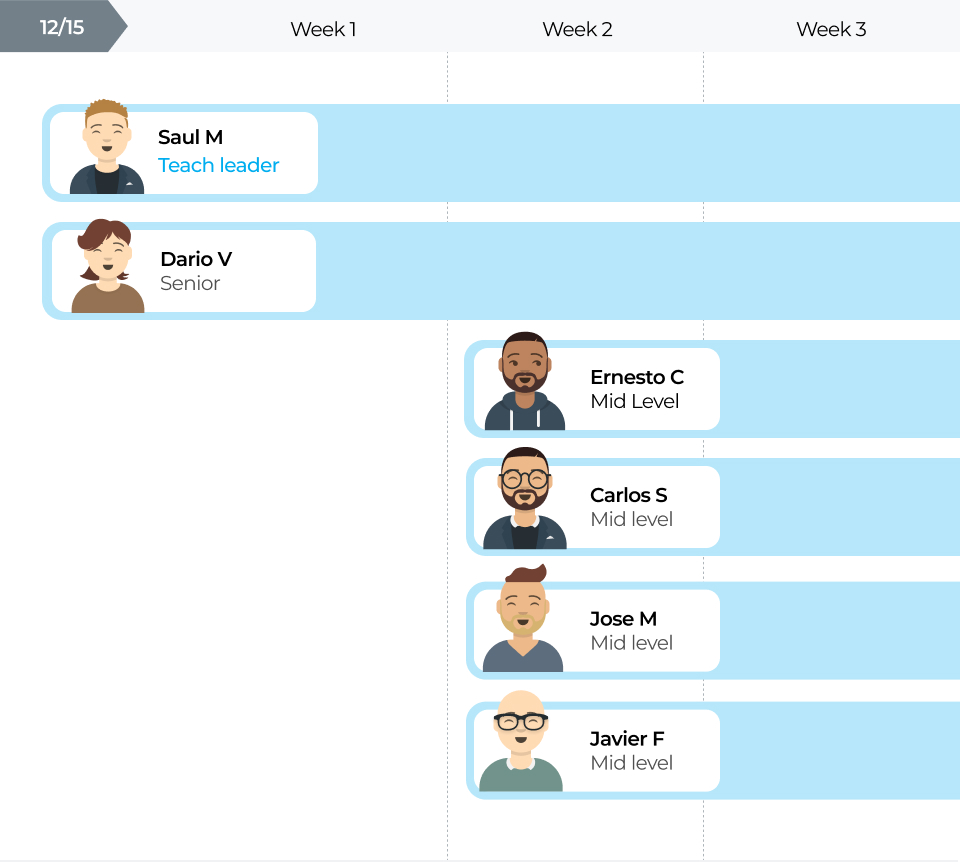 12/15
Week 1
Week 2
Week 3
Saul M
Teach leader
Dario V
Senior
Ernesto C
Mid Level
Carlos S
Mid level
Jose M
Mid level
Javier F
Mid level